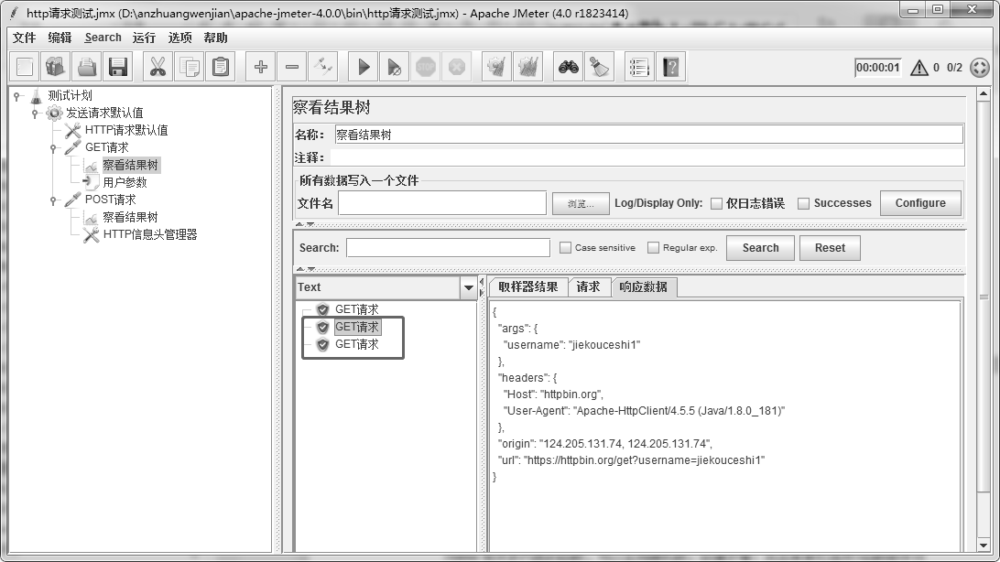 http请求测试.jmx (D:\anzhuangwenjian\apache-jmeter-4.0.0\bin\http请求测试.jmx) - Apache JMeter (4.0 r1823414)
文件 编辑 Search 运行 选项 帮助
STOP 00:00:01 0 0/2
测试计划
发送请求默认值
HTTP请求默认值
GET请求
察看结果树
用户参数
POST请求
察看结果树
HTTP信息头管理器
察看结果树
名称: 察看结果树
注释:
所有数据写入一个文件
文件名 浏览... Log/Display Only: 仅日志错误 Successes Configure
Search: Case sensitive Regular exp. Search Reset
Text
GET请求
GET请求
GET请求
取样器结果 请求 响应数据
{
"args": {
"username": "jiekouceshi1"
},
"headers": {
"Host": "httpbin.org",
"User-Agent": "Apache-HttpClient/4.5.5 (Java/1.8.0_181)"
},
"origin": "124.205.131.74, 124.205.131.74",
"url": "https://httpbin.org/get?username=jiekouceshi1"
}